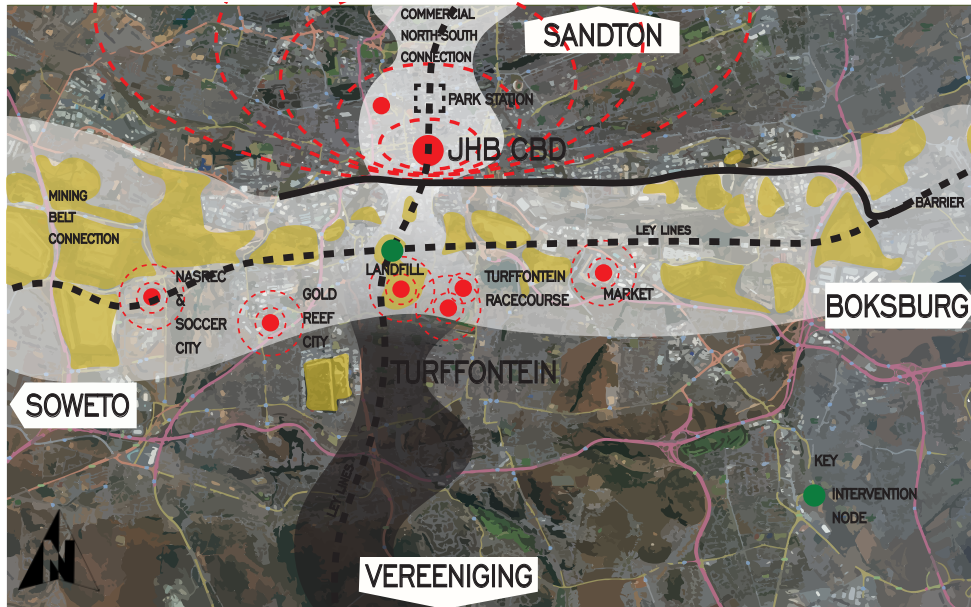 COMMERCIAL
NORTH-SOUTH
CONNECTION
SANDTON
PARK STATION
JHB CBD
MINING
BELT
CONNECTION
BARRIER
LEY LINES
NASREC
&
SOCCER
CITY
GOLD
REEF
CITY
LANDFILL
TURFFONTEIN
RACECOURSE
MARKET
BOKSBURG
TURFFONTEIN
SOWETO
KEY
INTERVENTION
NODE
LEY LINES
N
VEREENIGING